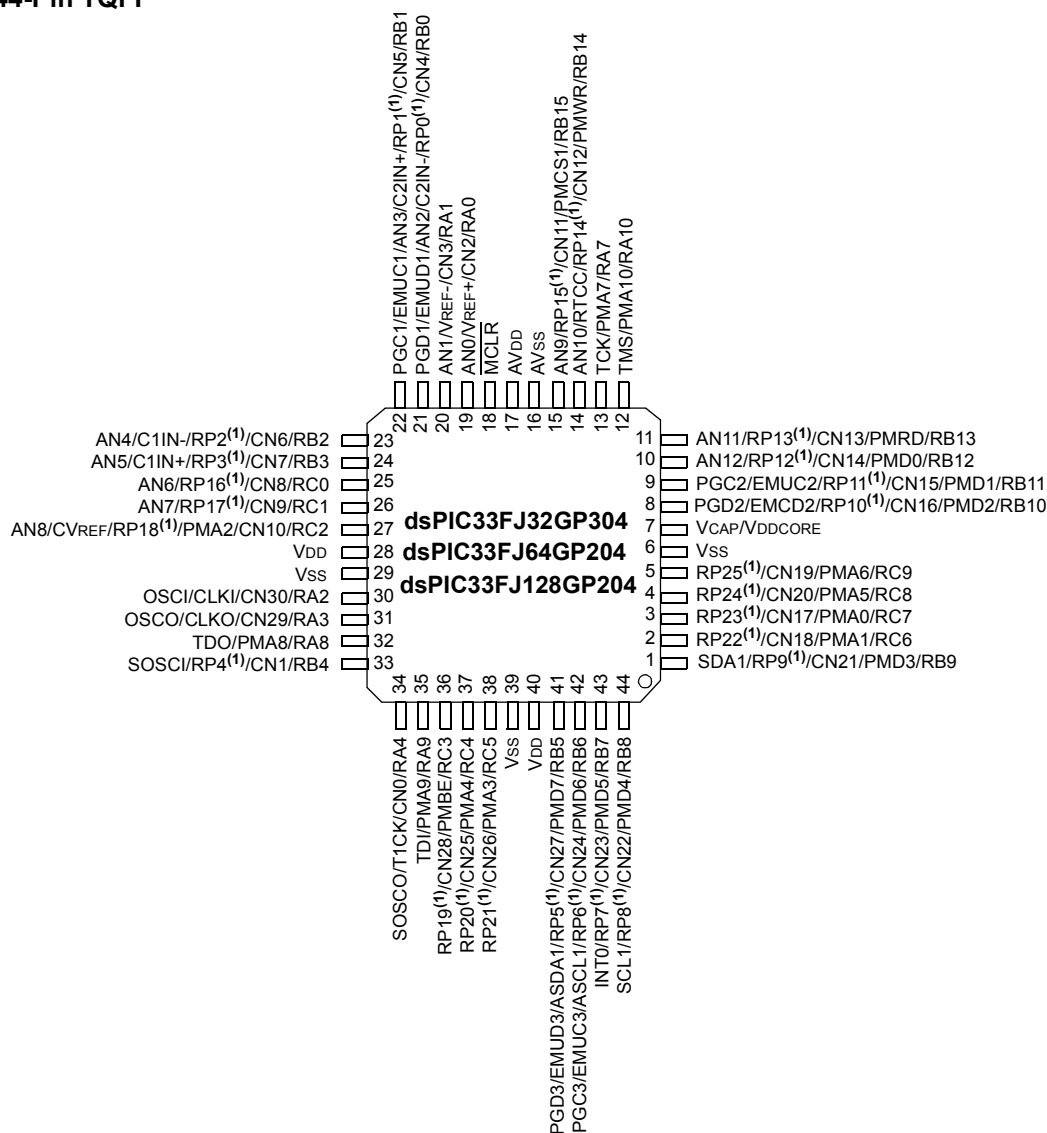 44-Pin TQFP
PGC1/EMUC1/AN3/C2IN+/RP1(1)/CN5/RB1
PGD1/EMUD1/AN2/C2IN-/RP0(1)/CN4/RB0
AN1/VREF-/CN3/RA1
AN0/VREF+/CN2/RA0
MCLR
AVDD
AVSS
AN9/RP15(1)/CN11/PMCS1/RB15
AN10/RTCC/RP14(1)/CN12/PMWR/RB14
TCK/PMA7/RA7
TMS/PMA10/RA10
22 21 20 19 18 17 16 15 14 13 12
AN4/C1IN-/RP2(1)/CN6/RB2 23
AN5/C1IN+/RP3(1)/CN7/RB3 24
AN6/RP16(1)/CN8/RC0 25
AN7/RP17(1)/CN9/RC1 26
AN8/CVREF/RP18(1)/PMA2/CN10/RC2 27
VDD 28
VSS 29
OSCI/CLKI/CN30/RA2 30
OSCO/CLKO/CN29/RA3 31
TDO/PMA8/RA8 32
SOSCI/RP4(1)/CN1/RB4 33
dsPIC33FJ32GP304
dsPIC33FJ64GP204
dsPIC33FJ128GP204
11 AN11/RP13(1)/CN13/PMRD/RB13
10 AN12/RP12(1)/CN14/PMD0/RB12
9 PGC2/EMUC2/RP11(1)/CN15/PMD1/RB11
8 PGD2/EMCD2/RP10(1)/CN16/PMD2/RB10
7 VCAP/VDDCORE
6 VSS
5 RP25(1)/CN19/PMA6/RC9
4 RP24(1)/CN20/PMA5/RC8
3 RP23(1)/CN17/PMA0/RC7
2 RP22(1)/CN18/PMA1/RC6
1 SDA1/RP9(1)/CN21/PMD3/RB9
34 35 36 37 38 39 40 41 42 43 44
SOSCO/T1CK/CN0/RA4
TDI/PMA9/RA9
RP19(1)/CN28/PMBE/RC3
RP20(1)/CN25/PMA4/RC4
RP21(1)/CN26/PMA3/RC5
VSS
VDD
PGD3/EMUD3/ASDA1/RP5(1)/CN27/PMD7/RB5
PGC3/EMUC3/ASCL1/RP6(1)/CN24/PMD6/RB6
INT0/RP7(1)/CN23/PMD5/RB7
SCL1/RP8(1)/CN22/PMD4/RB8